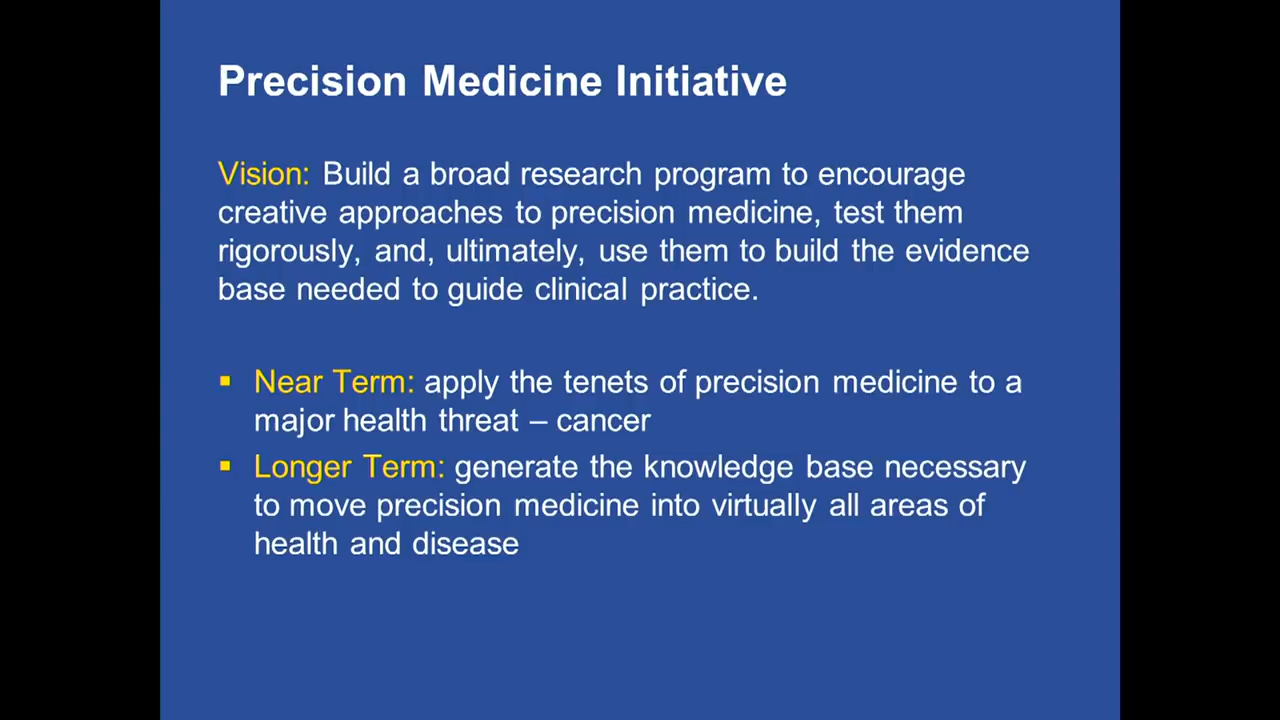 Precision Medicine Initiative
Vision: Build a broad research program to encourage
creative approaches to precision medicine, test them
rigorously, and, ultimately, use them to build the evidence
base needed to guide clinical practice.
▪ Near Term: apply the tenets of precision medicine to a
major health threat – cancer
▪ Longer Term: generate the knowledge base necessary
to move precision medicine into virtually all areas of
health and disease